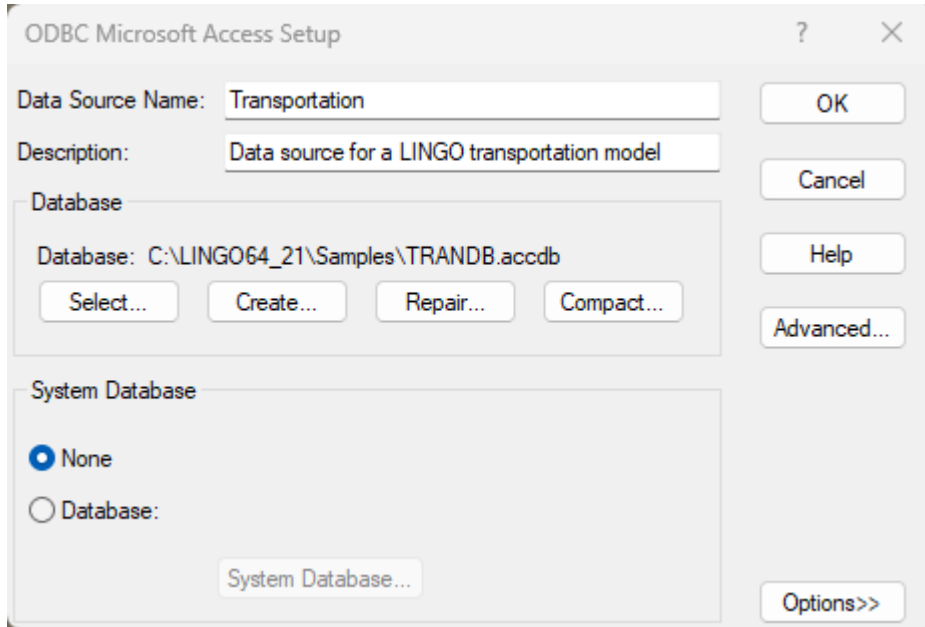 ODBC Microsoft Access Setup ? ×
Data Source Name: Transportation OK
Description: Data source for a LINGO transportation model
Cancel
Database
Database: C:\LINGO64_21\Samples\TRANDB.accdb Help
Select... Create... Repair... Compact...
Advanced...
System Database
None
Database:
System Database...
Options>>